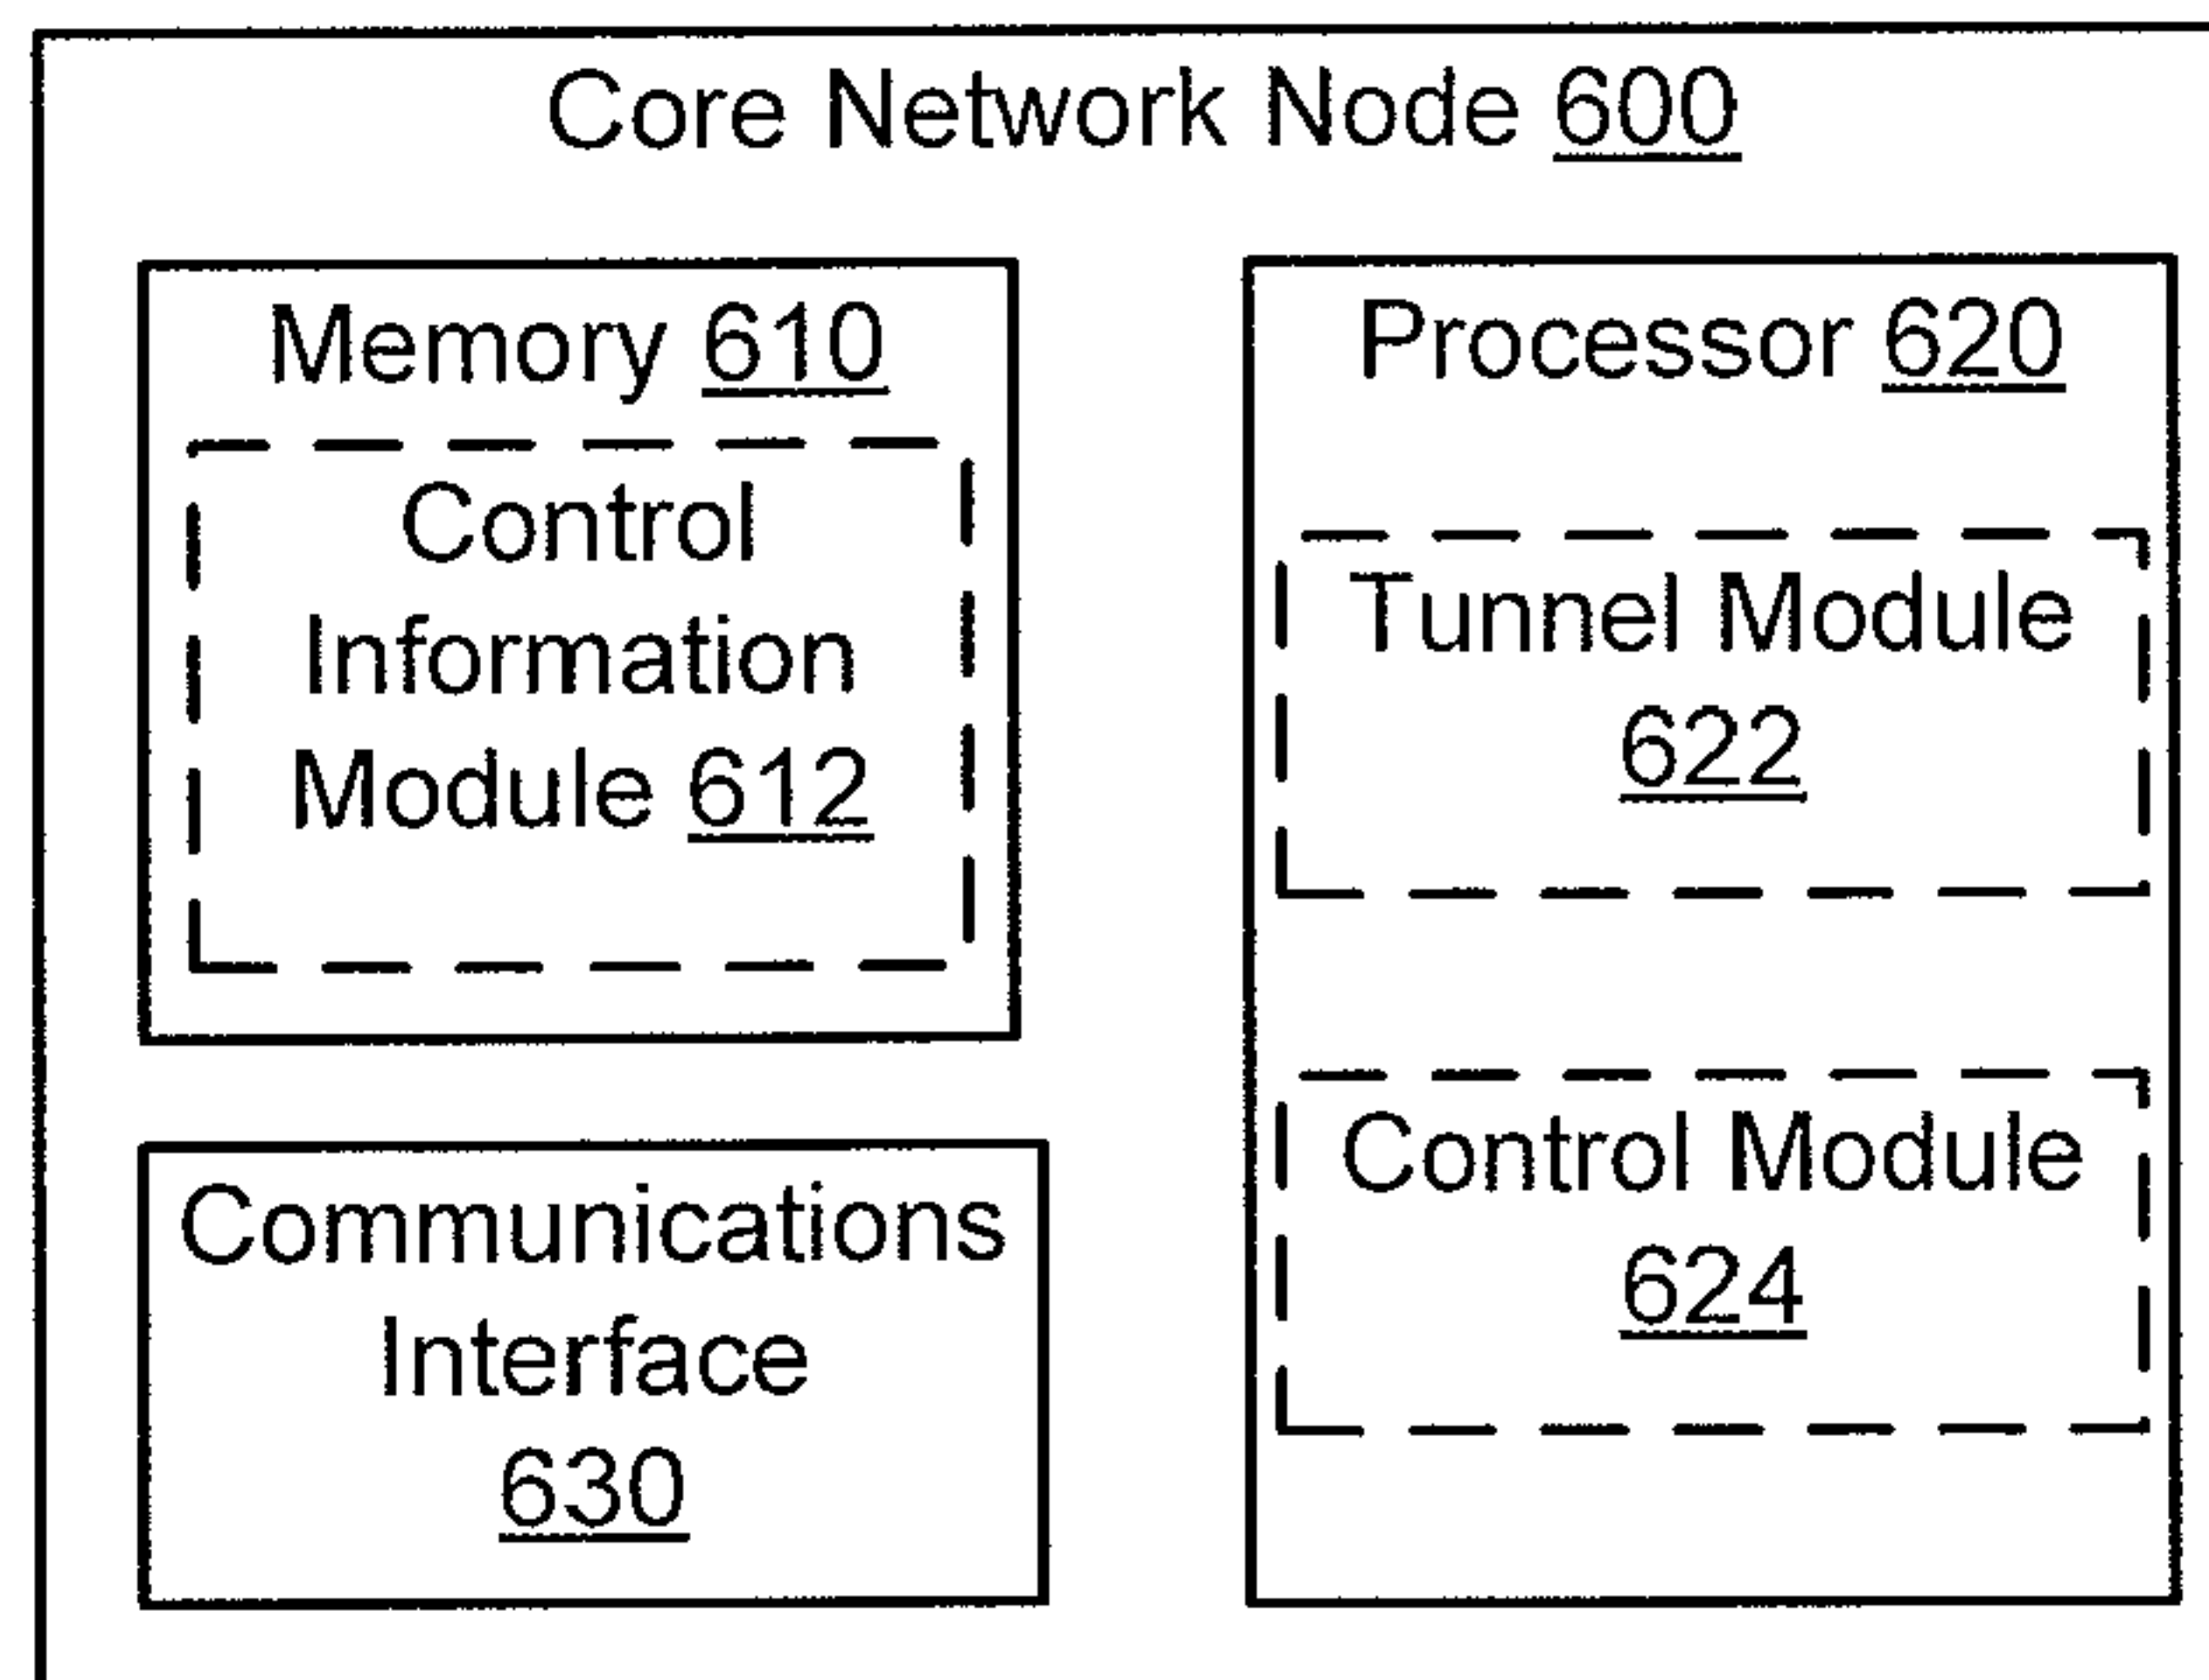 Core Network Node 600
Memory 610
Control
Information
Module 612
Communications
Interface
630
Processor 620
Tunnel Module
622
Control Module
624